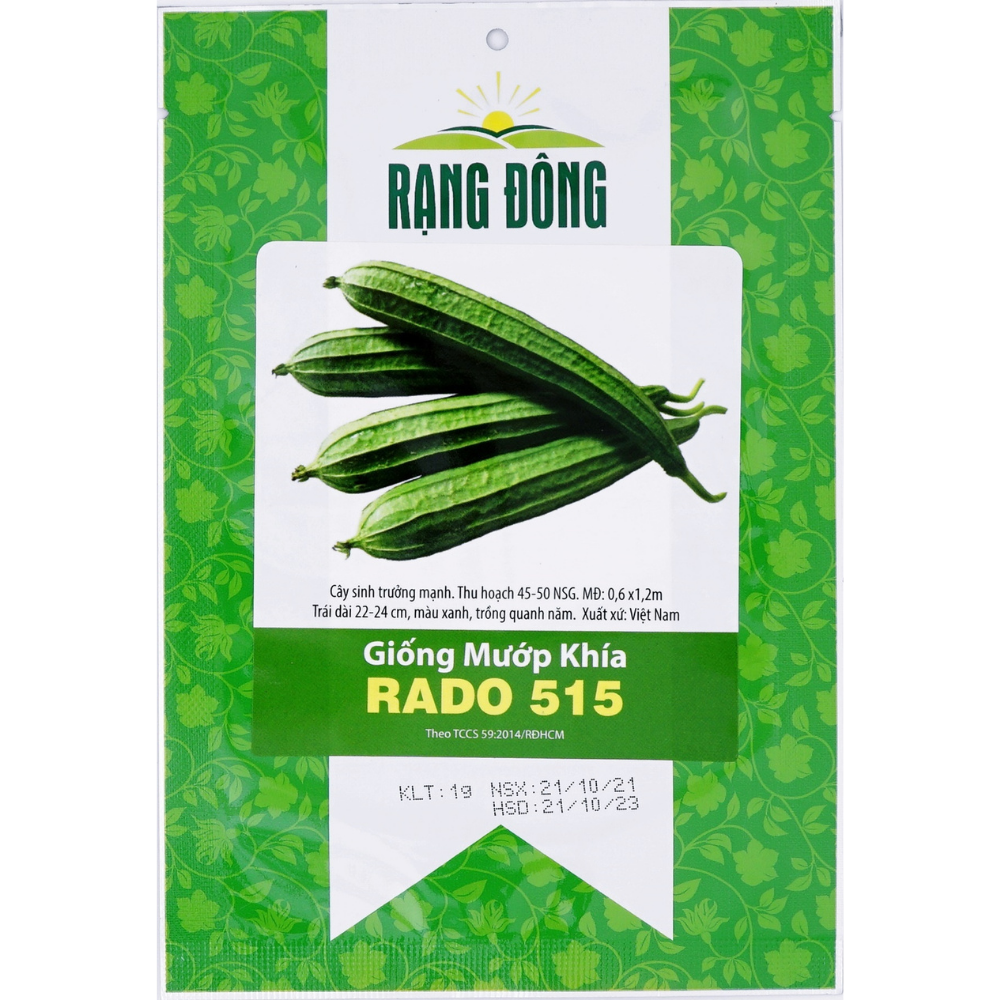 RẠNG ĐÔNG
Cây sinh trưởng mạnh. Thu hoạch 45-50 NSG. MĐ: 0,6 x1,2m
Trái dài 22-24 cm, màu xanh, trồng quanh năm. Xuất xứ: Việt Nam
Giống Mướp Khía
RADO 515
Theo TCCS 59:2014/RĐHCM
KLT:1g NSX:21/10/21
HSD:21/10/23